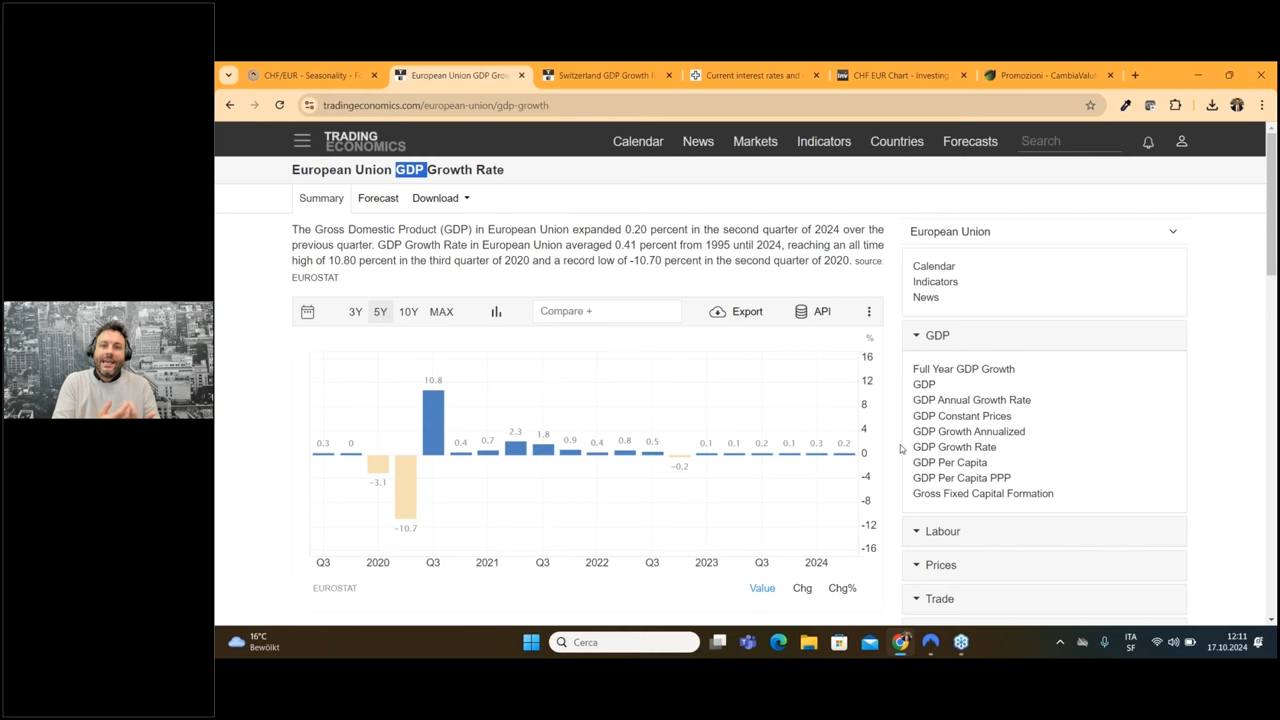 CHF/EUR - Seasonality - Fo
European Union GDP Gro
Switzerland GDP Growth R
Current interest rates and
CHF EUR Chart - Investing
Promozioni - CambiaValut
tradingeconomics.com/european-union/gdp-growth
TRADING
ECONOMICS
Calendar News Markets Indicators Countries Forecasts Search
European Union GDP Growth Rate
Summary Forecast Download
The Gross Domestic Product (GDP) in European Union expanded 0.20 percent in the second quarter of 2024 over the
previous quarter. GDP Growth Rate in European Union averaged 0.41 percent from 1995 until 2024, reaching an all time
high of 10.80 percent in the third quarter of 2020 and a record low of -10.70 percent in the second quarter of 2020. source:
EUROSTAT
3Y 5Y 10Y MAX Compare + Export API
%
16
12
8
4
0
-4
-8
-12
-16
0.3 0 -3.1 -10.7 10.8 0.4 0.7 2.3 1.8 0.9 0.4 0.8 0.5 -0.2 0.1 0.1 0.2 0.1 0.3 0.2
Q3 2020 Q3 2021 Q3 2022 Q3 2023 Q3 2024
EUROSTAT
Value Chg Chg%
European Union
Calendar
Indicators
News
GDP
Full Year GDP Growth
GDP
GDP Annual Growth Rate
GDP Constant Prices
GDP Growth Annualized
GDP Growth Rate
GDP Per Capita
GDP Per Capita PPP
Gross Fixed Capital Formation
Labour
Prices
Trade
16°C
Bewölkt
Cerca
ITA
SF
12:11
17.10.2024